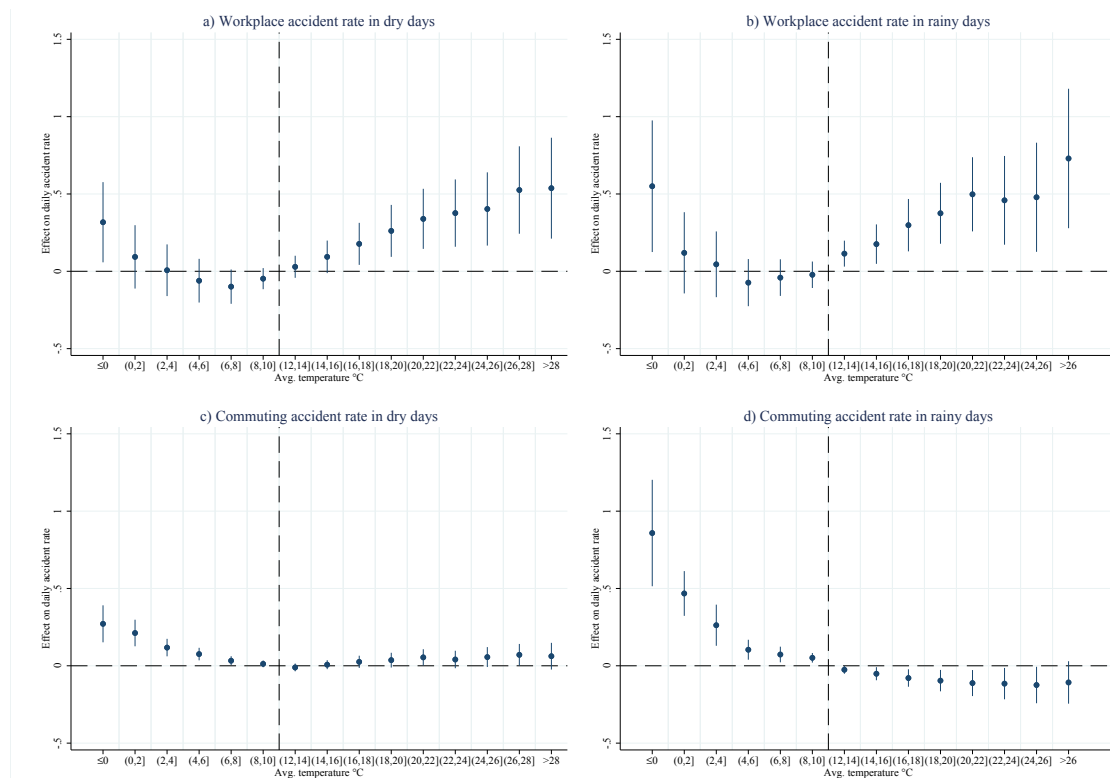 a) Workplace accident rate in dry days
Effect on daily accident rate
1.5
1
.5
0
-.5
≤0 (0,2] (2,4] (4,6] (6,8] (8,10] (12,14] (14,16] (16,18] (18,20] (20,22] (22,24] (24,26] (26,28] >28
Avg. temperature °C
b) Workplace accident rate in rainy days
Effect on daily accident rate
1.5
1
.5
0
-.5
≤0 (0,2] (2,4] (4,6] (6,8] (8,10] (12,14] (14,16] (16,18] (18,20] (20,22] (22,24] (24,26] >26
Avg. temperature °C
c) Commuting accident rate in dry days
Effect on daily accident rate
1.5
1
.5
0
-.5
≤0 (0,2] (2,4] (4,6] (6,8] (8,10] (12,14] (14,16] (16,18] (18,20] (20,22] (22,24] (24,26] (26,28] >28
Avg. temperature °C
d) Commuting accident rate in rainy days
Effect on daily accident rate
1.5
1
.5
0
-.5
≤0 (0,2] (2,4] (4,6] (6,8] (8,10] (12,14] (14,16] (16,18] (18,20] (20,22] (22,24] (24,26] >26
Avg. temperature °C